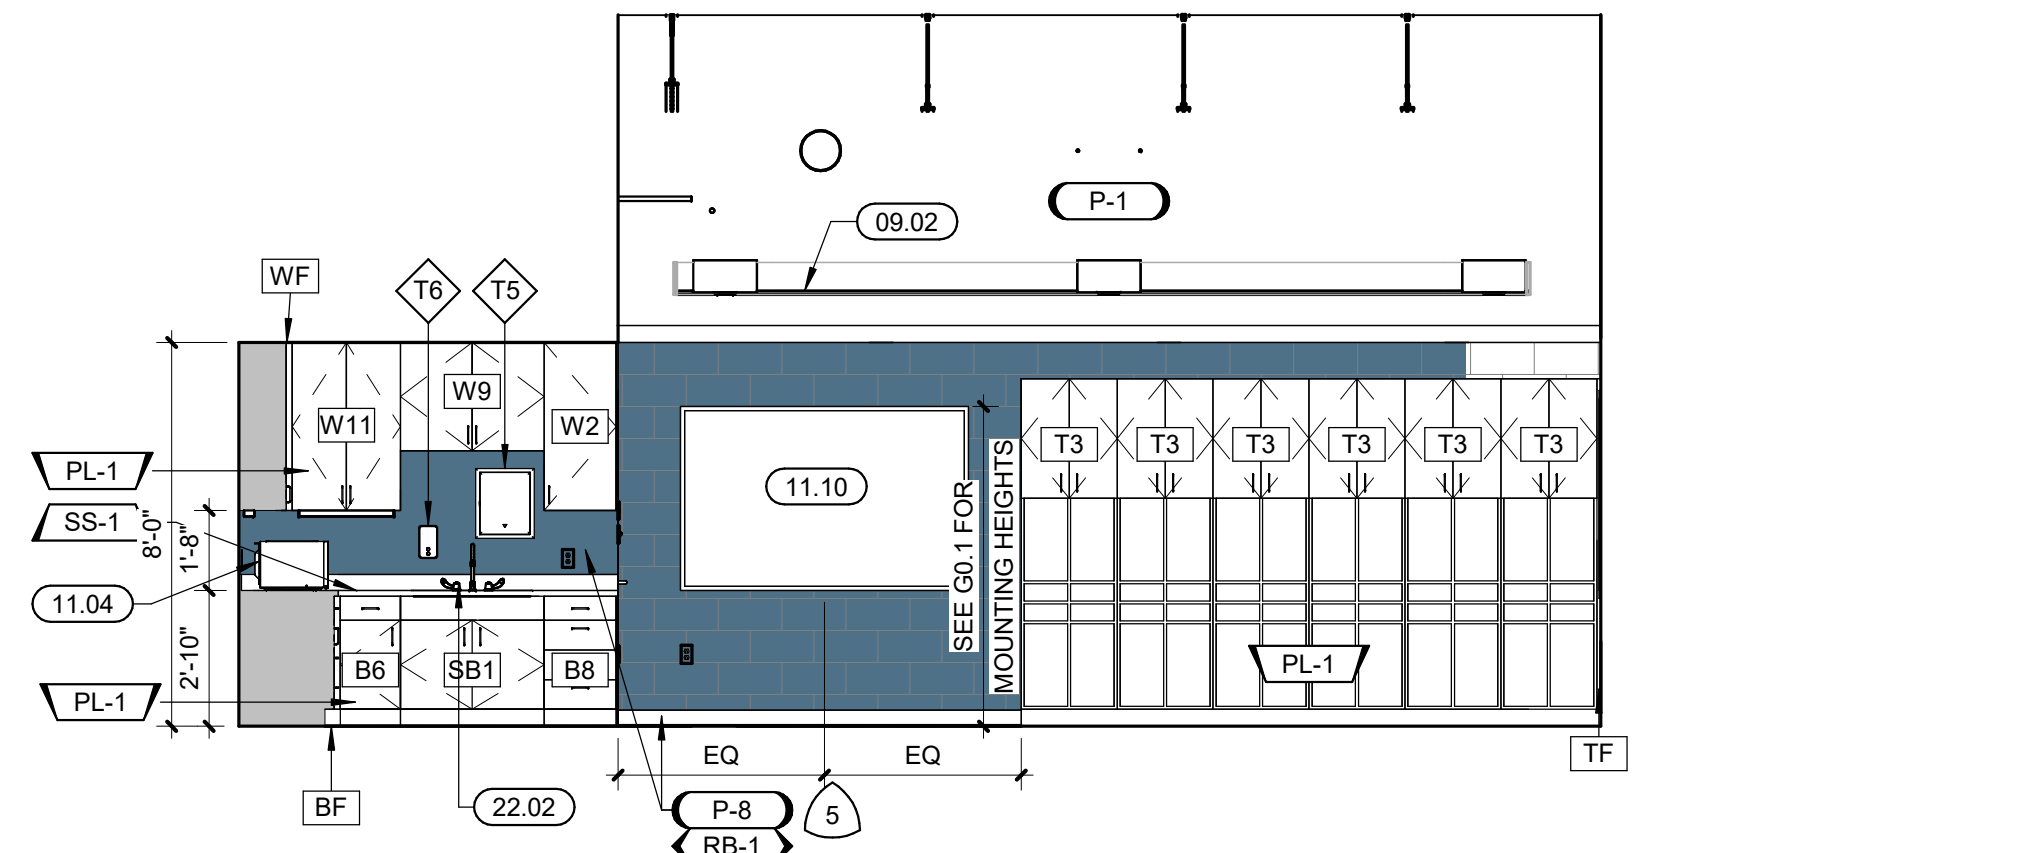 P-1
09.02
WF
T6
T5
W9
W11
W2
11.10
T3
T3
T3
T3
T3
T3
PL-1
SS-1
8'-0"
1'-8"
11.04
2'-10"
SEE G0.1 FOR
MOUNTING HEIGHTS
B6
SB1
B8
PL-1
PL-1
EQ
EQ
TF
BF
22.02
P-8
5
RB-1